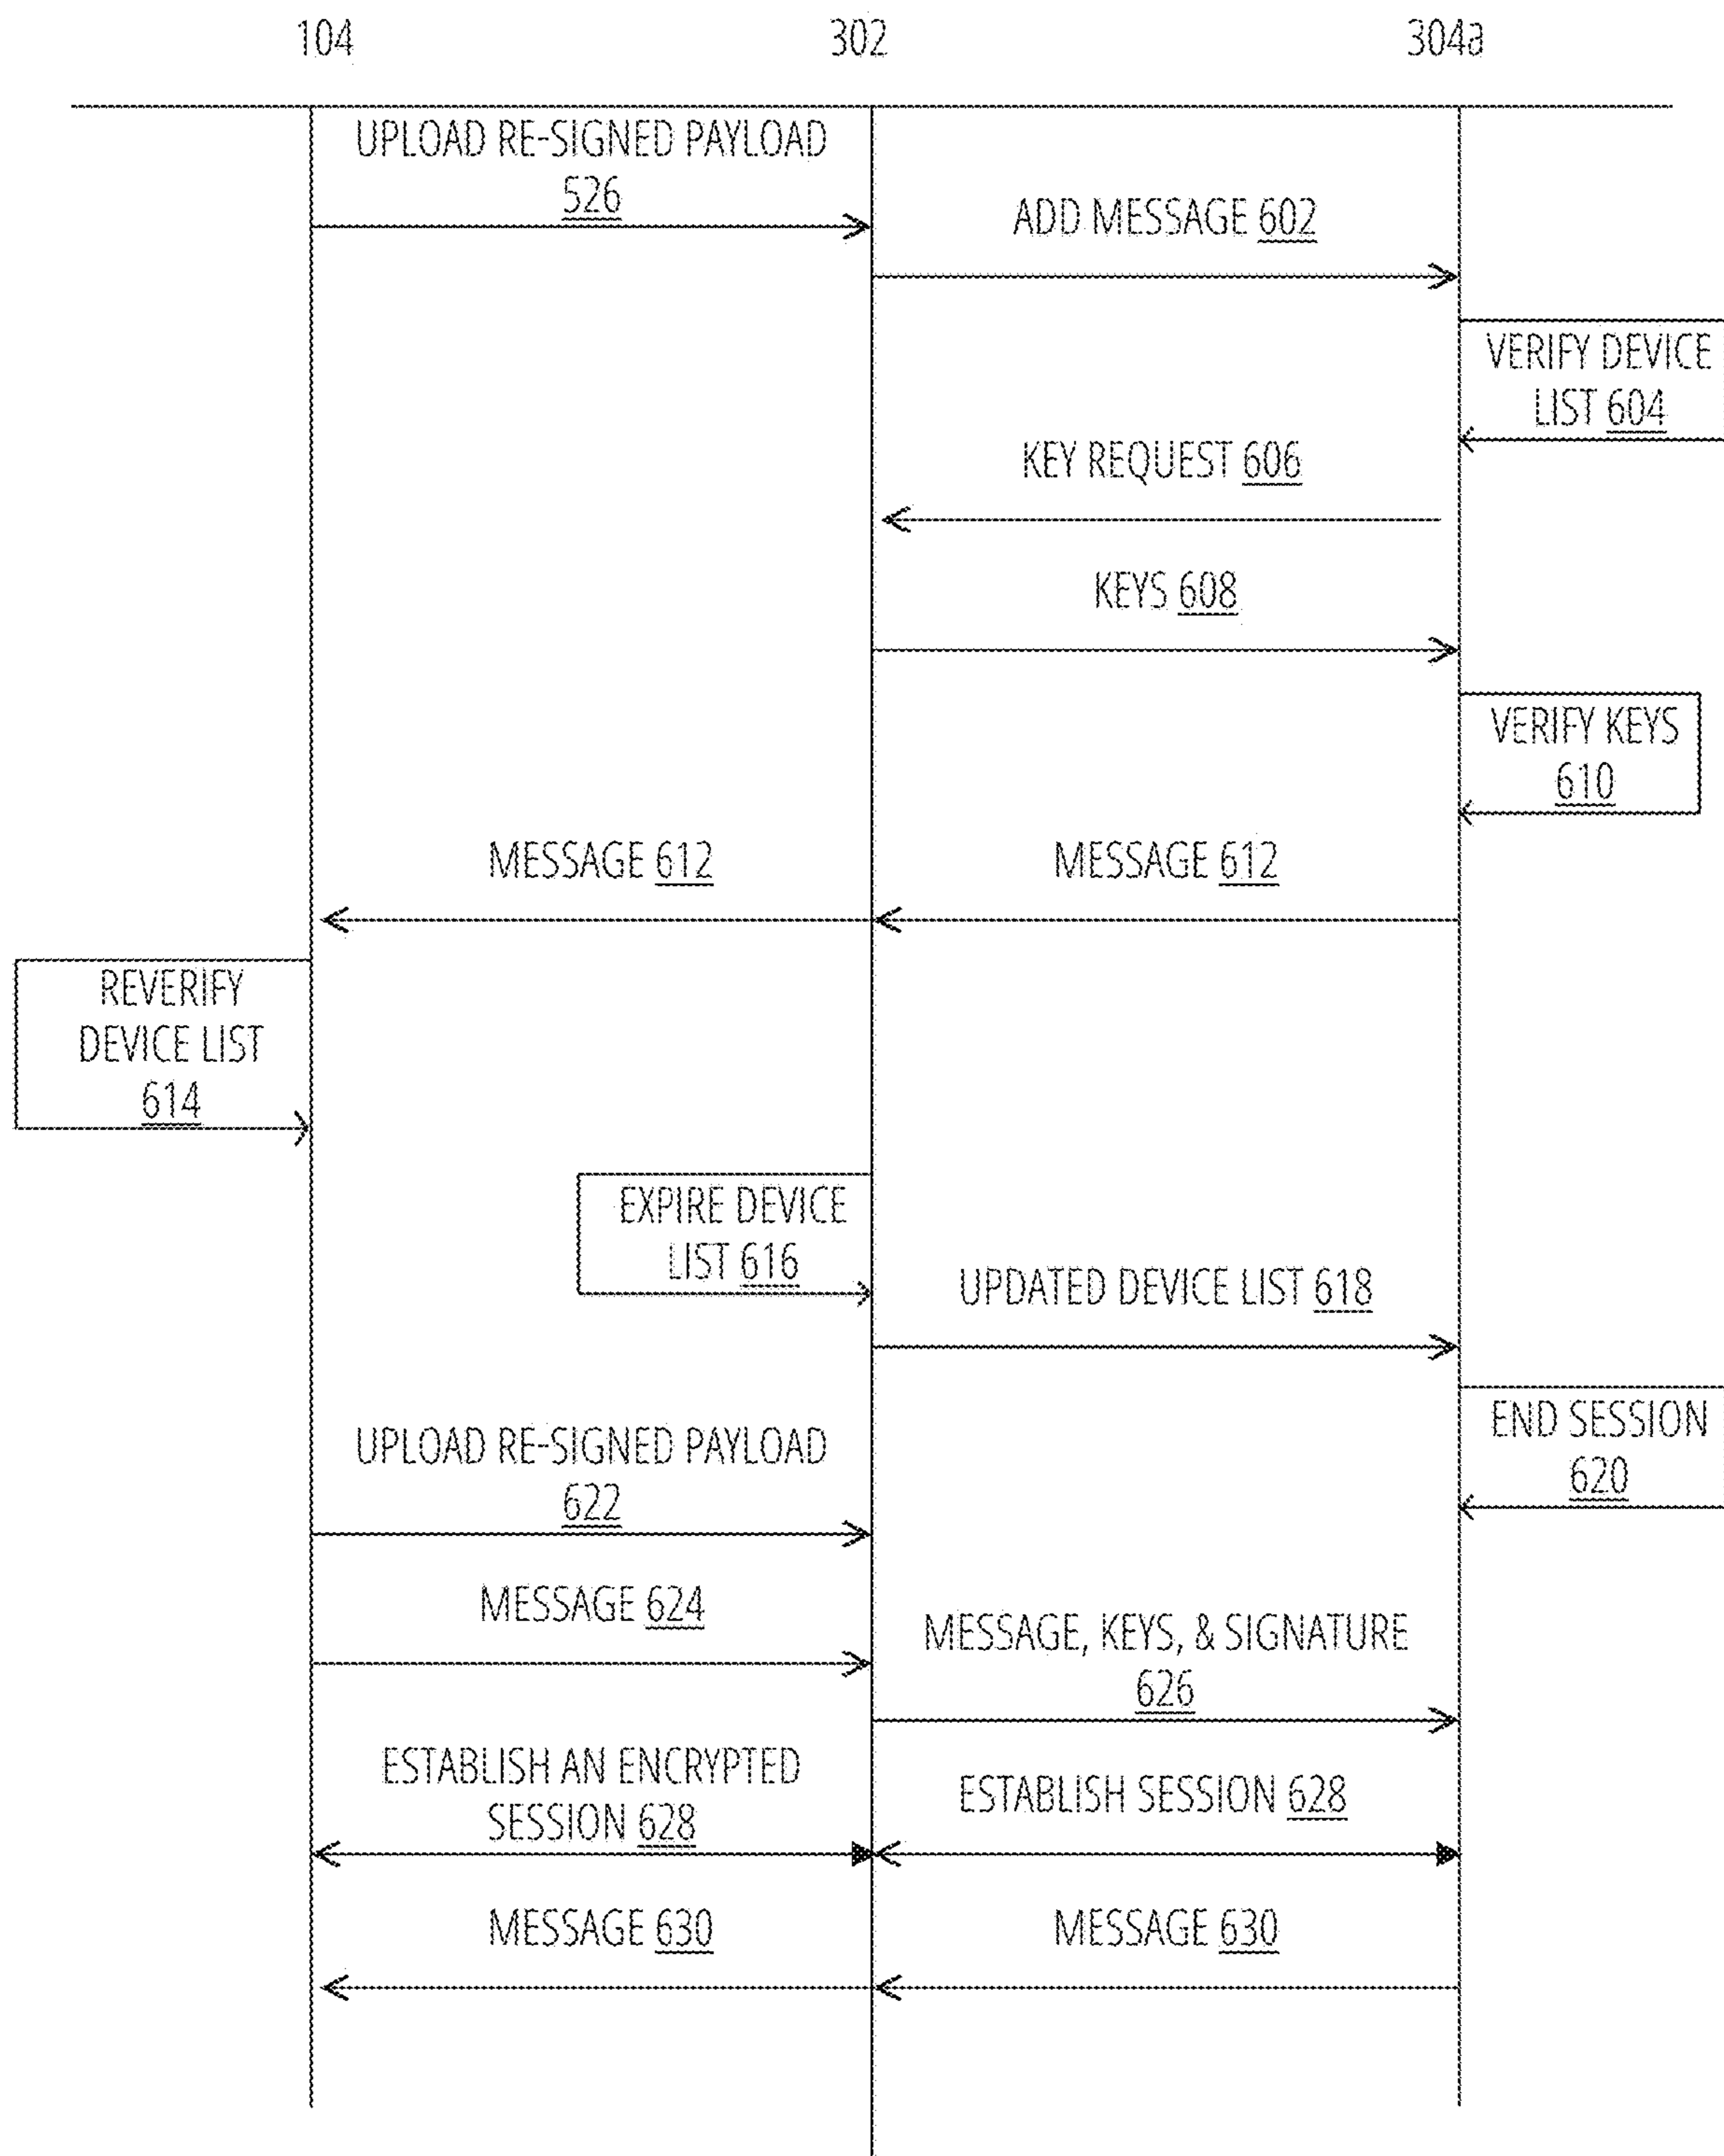 104
302
304a
UPLOAD RE-SIGNED PAYLOAD
526
ADD MESSAGE 602
VERIFY DEVICE
LIST 604
KEY REQUEST 606
KEYS 608
VERIFY KEYS
610
MESSAGE 612
MESSAGE 612
REVERIFY
DEVICE LIST
614
EXPIRE DEVICE
LIST 616
UPDATED DEVICE LIST 618
END SESSION
620
UPLOAD RE-SIGNED PAYLOAD
622
MESSAGE 624
MESSAGE, KEYS, & SIGNATURE
626
ESTABLISH AN ENCRYPTED
SESSION 628
ESTABLISH SESSION 628
MESSAGE 630
MESSAGE 630